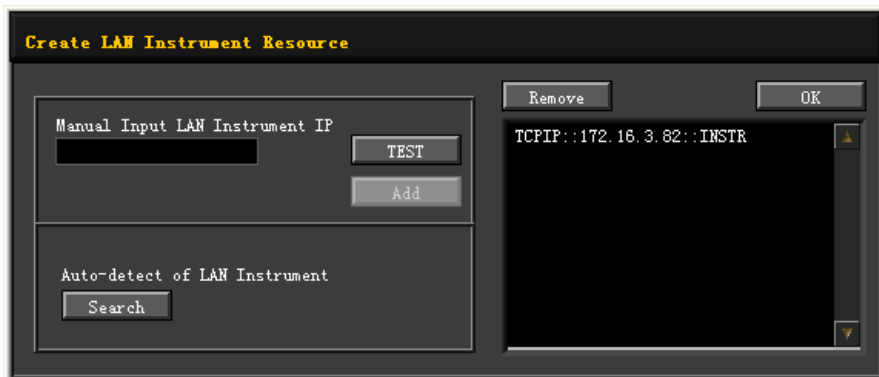 Create LAN Instrument Resource
Manual Input LAN Instrument IP
TEST
Add
Auto-detect of LAN Instrument
Search
Remove
OK
TCPIP::172.16.3.82::INSTR